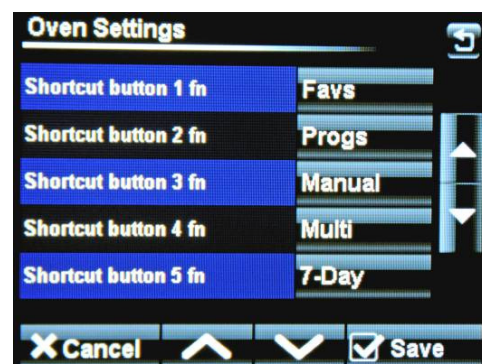 Oven Settings
Shortcut button 1 fn Favs
Shortcut button 2 fn Progs
Shortcut button 3 fn Manual
Shortcut button 4 fn Multi
Shortcut button 5 fn 7-Day
Cancel Save